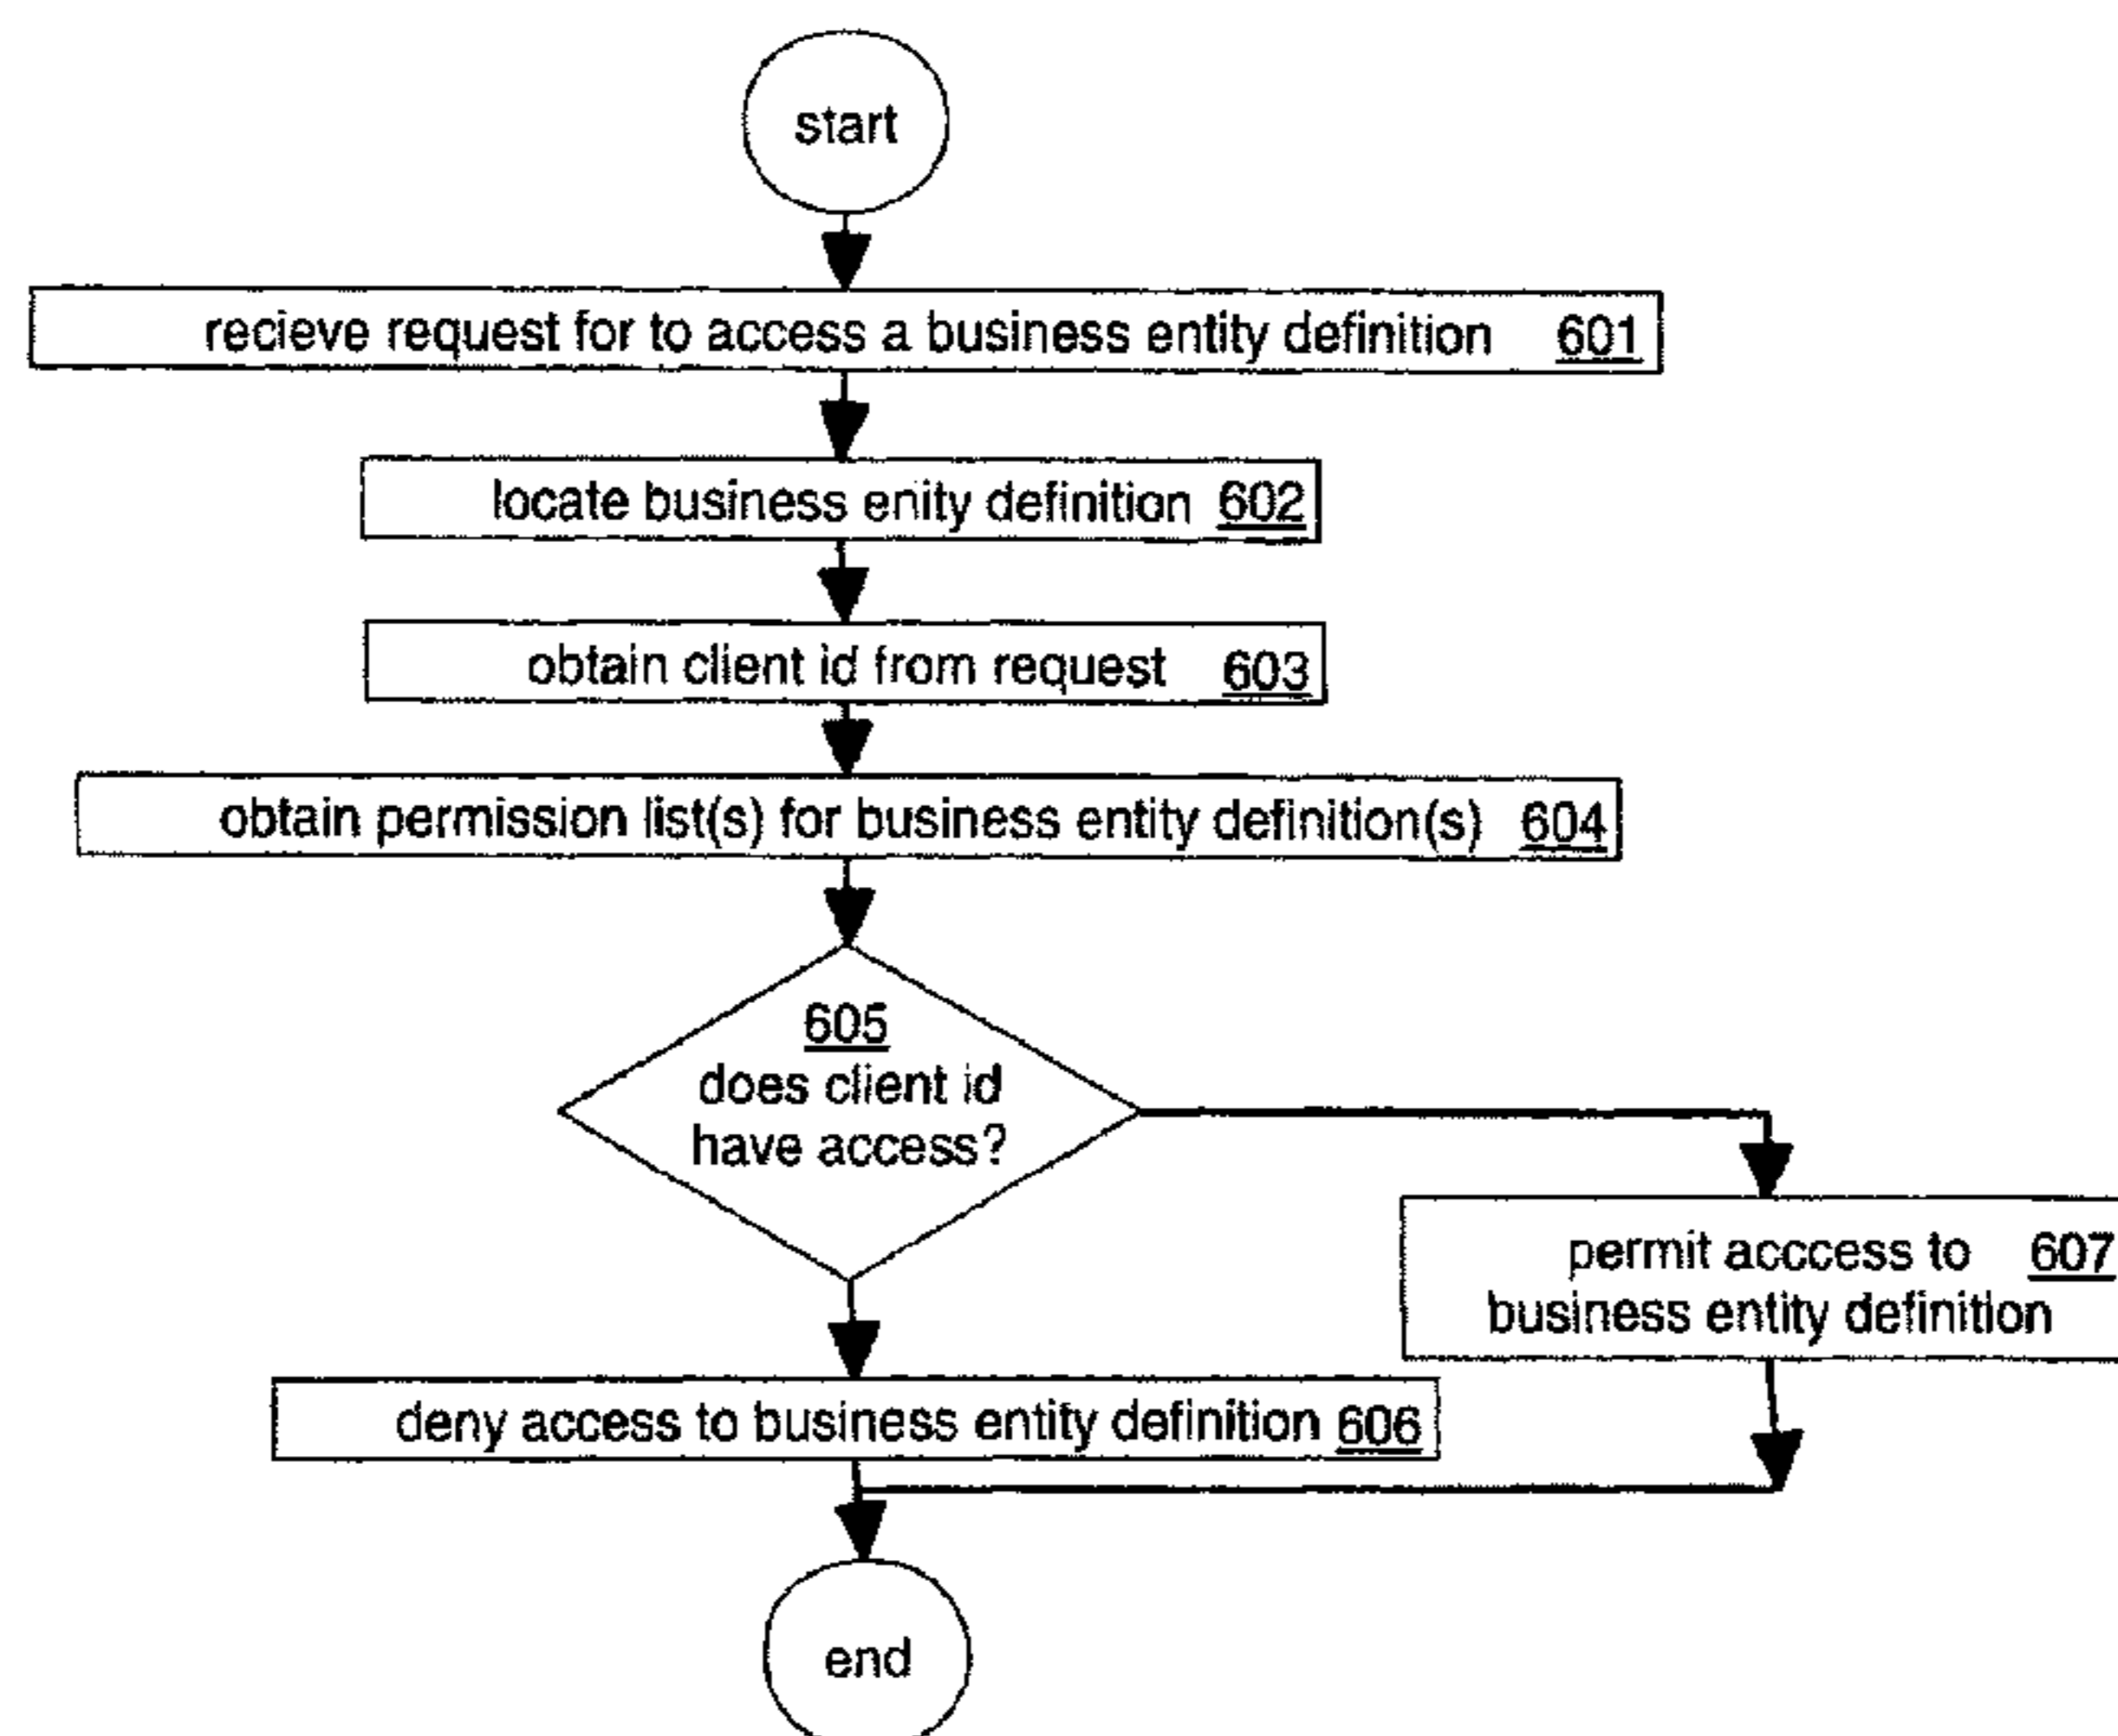 start
recieve request for to access a business entity definition 601
locate business enity definition 602
obtain client id from request 603
obtain permission list(s) for business entity definition(s) 604
605
does client id
have access?
permit acccess to 607
business entity definition
deny access to business entity definition 606
end